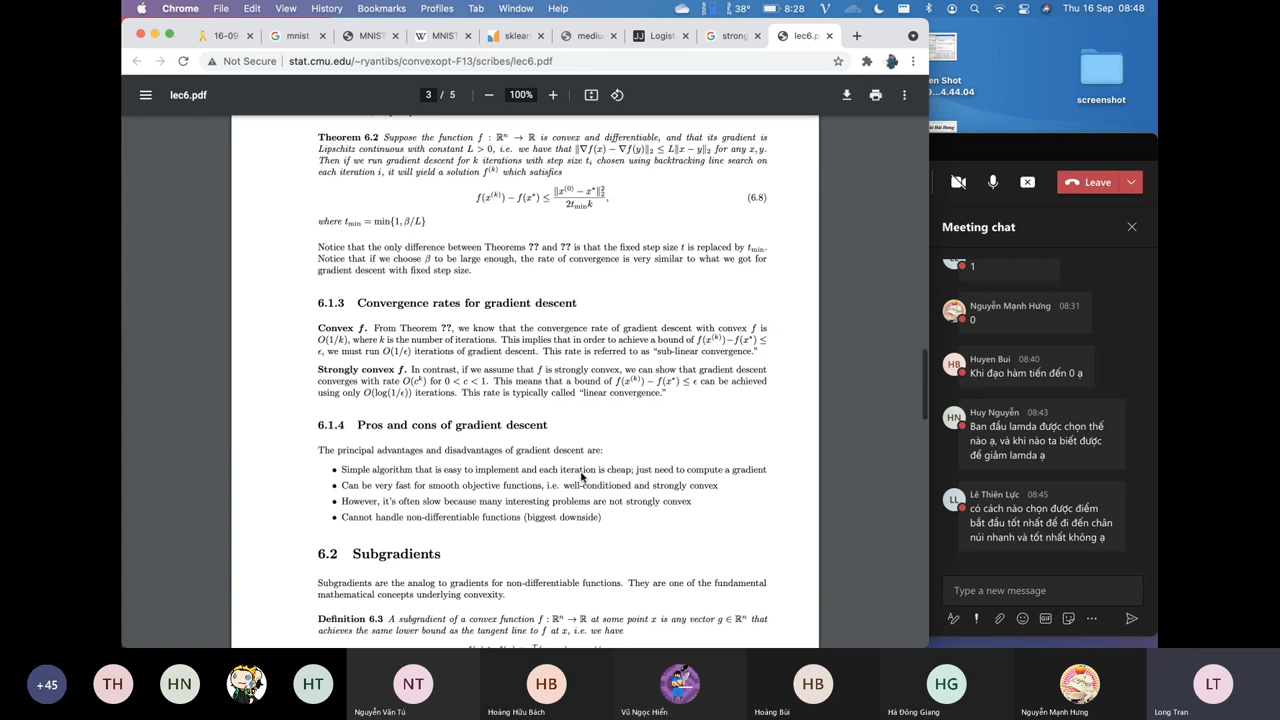 Chrome File Edit View History Bookmarks Profiles Tab Window Help 38° 8:28 Thu 16 Sep 08:48
16-09 mnist MNIST MNIST sklear mediu Logist strong lec6.p
Not Secure stat.cmu.edu/~ryantibs/convexopt-F13/scribes/lec6.pdf
lec6.pdf 3 / 5 100%
Theorem 6.2 Suppose the function f : ℝⁿ → ℝ is convex and differentiable, and that its gradient is
Lipschitz continuous with constant L > 0, i.e. we have that ‖∇f(x) − ∇f(y)‖₂ ≤ L‖x − y‖₂ for any x, y.
Then if we run gradient descent for k iterations with step size tᵢ chosen using backtracking line search on
each iteration i, it will yield a solution f⁽ᵏ⁾ which satisfies
f(x⁽ᵏ⁾) − f(x*) ≤ ‖x⁽⁰⁾ − x*‖₂² / 2t_min k, (6.8)
where t_min = min{1, β/L}
Notice that the only difference between Theorems ?? and ?? is that the fixed step size t is replaced by t_min.
Notice that if we choose β to be large enough, the rate of convergence is very similar to what we got for
gradient descent with fixed step size.
6.1.3 Convergence rates for gradient descent
Convex f. From Theorem ??, we know that the convergence rate of gradient descent with convex f is
O(1/k), where k is the number of iterations. This implies that in order to achieve a bound of f(x⁽ᵏ⁾)−f(x*) ≤
ϵ, we must run O(1/ϵ) iterations of gradient descent. This rate is referred to as “sub-linear convergence.”
Strongly convex f. In contrast, if we assume that f is strongly convex, we can show that gradient descent
converges with rate O(cᵏ) for 0 < c < 1. This means that a bound of f(x⁽ᵏ⁾) − f(x*) ≤ ϵ can be achieved
using only O(log(1/ϵ)) iterations. This rate is typically called “linear convergence.”
6.1.4 Pros and cons of gradient descent
The principal advantages and disadvantages of gradient descent are:
• Simple algorithm that is easy to implement and each iteration is cheap; just need to compute a gradient
• Can be very fast for smooth objective functions, i.e. well-conditioned and strongly convex
• However, it’s often slow because many interesting problems are not strongly convex
• Cannot handle non-differentiable functions (biggest downside)
6.2 Subgradients
Subgradients are the analog to gradients for non-differentiable functions. They are one of the fundamental
mathematical concepts underlying convexity.
Definition 6.3 A subgradient of a convex function f : ℝⁿ → ℝ at some point x is any vector g ∈ ℝⁿ that
achieves the same lower bound as the tangent line to f at x, i.e. we have
en Shot
9...4.44.04
screenshot
Leave
Meeting chat
1
Nguyễn Mạnh Hưng 08:31
0
HB Huyen Bui 08:40
Khi đạo hàm tiến đến 0 ạ
HN Huy Nguyễn 08:43
Ban đầu lamda được chọn thế
nào ạ, và khi nào ta biết được
để giảm lamda ạ
LL Lê Thiên Lực 08:45
có cách nào chọn được điểm
bắt đầu tốt nhất để đi đến chân
núi nhanh và tốt nhất không ạ
Type a new message
+45 TH HN HT NT HB HB HG LT
Nguyễn Văn Tú Hoàng Hữu Bách Vũ Ngọc Hiển Hoàng Bùi Hà Đông Giang Nguyễn Mạnh Hưng Long Tran